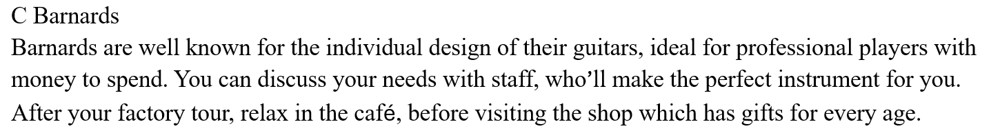 C Barnards
Barnards are well known for the individual design of their guitars, ideal for professional players with
money to spend. You can discuss your needs with staff, who’ll make the perfect instrument for you.
After your factory tour, relax in the café, before visiting the shop which has gifts for every age.